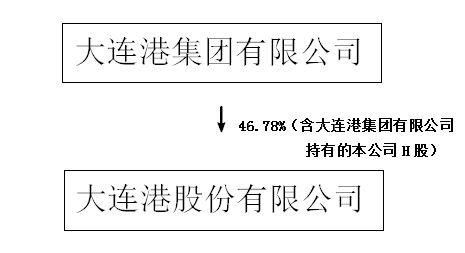 大连港集团有限公司
46.78%（含大连港集团有限公司
持有的本公司H股）
大连港股份有限公司